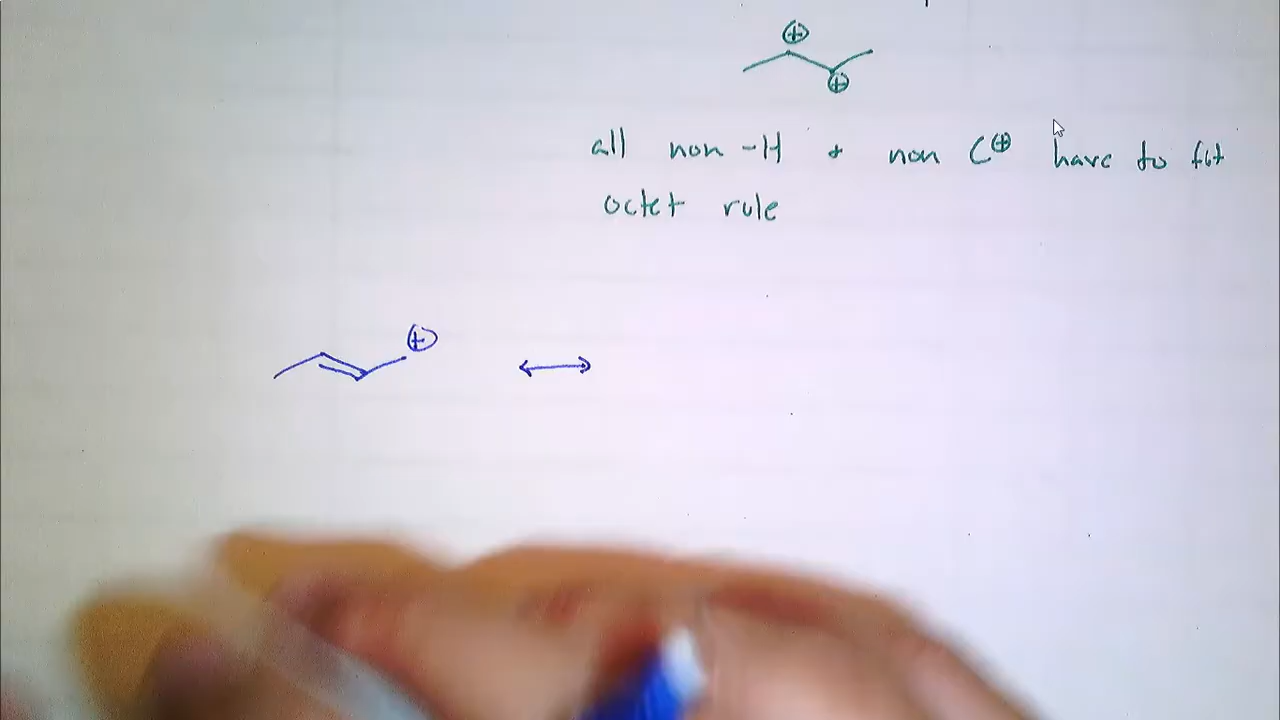 ⊕
⊕
all non-H + non C⊕ have to fit
octet rule
⊕